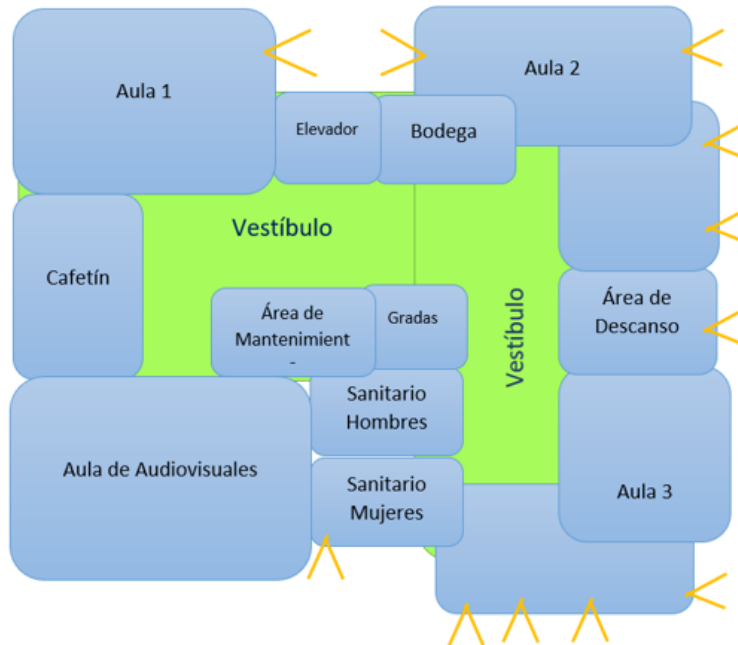 Aula 1
Aula 2
Elevador
Bodega
Vestíbulo
Cafetín
Área de
Descanso
Área de
Mantenimient
-
Gradas
Vestíbulo
Sanitario
Hombres
Aula de Audiovisuales
Sanitario
Mujeres
Aula 3